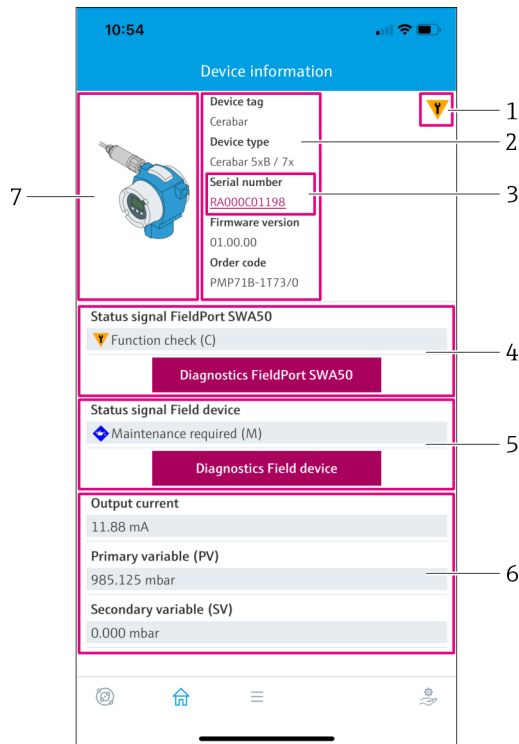 10:54
Device information
Device tag
Cerabar
Device type
Cerabar 5xB / 7x
Serial number
RA000C01198
Firmware version
01.00.00
Order code
PMP71B-1T73/0
1
2
3
7
Status signal FieldPort SWA50
Function check (C)
Diagnostics FieldPort SWA50
4
Status signal Field device
Maintenance required (M)
Diagnostics Field device
5
Output current
11.88 mA
Primary variable (PV)
985.125 mbar
6
Secondary variable (SV)
0.000 mbar